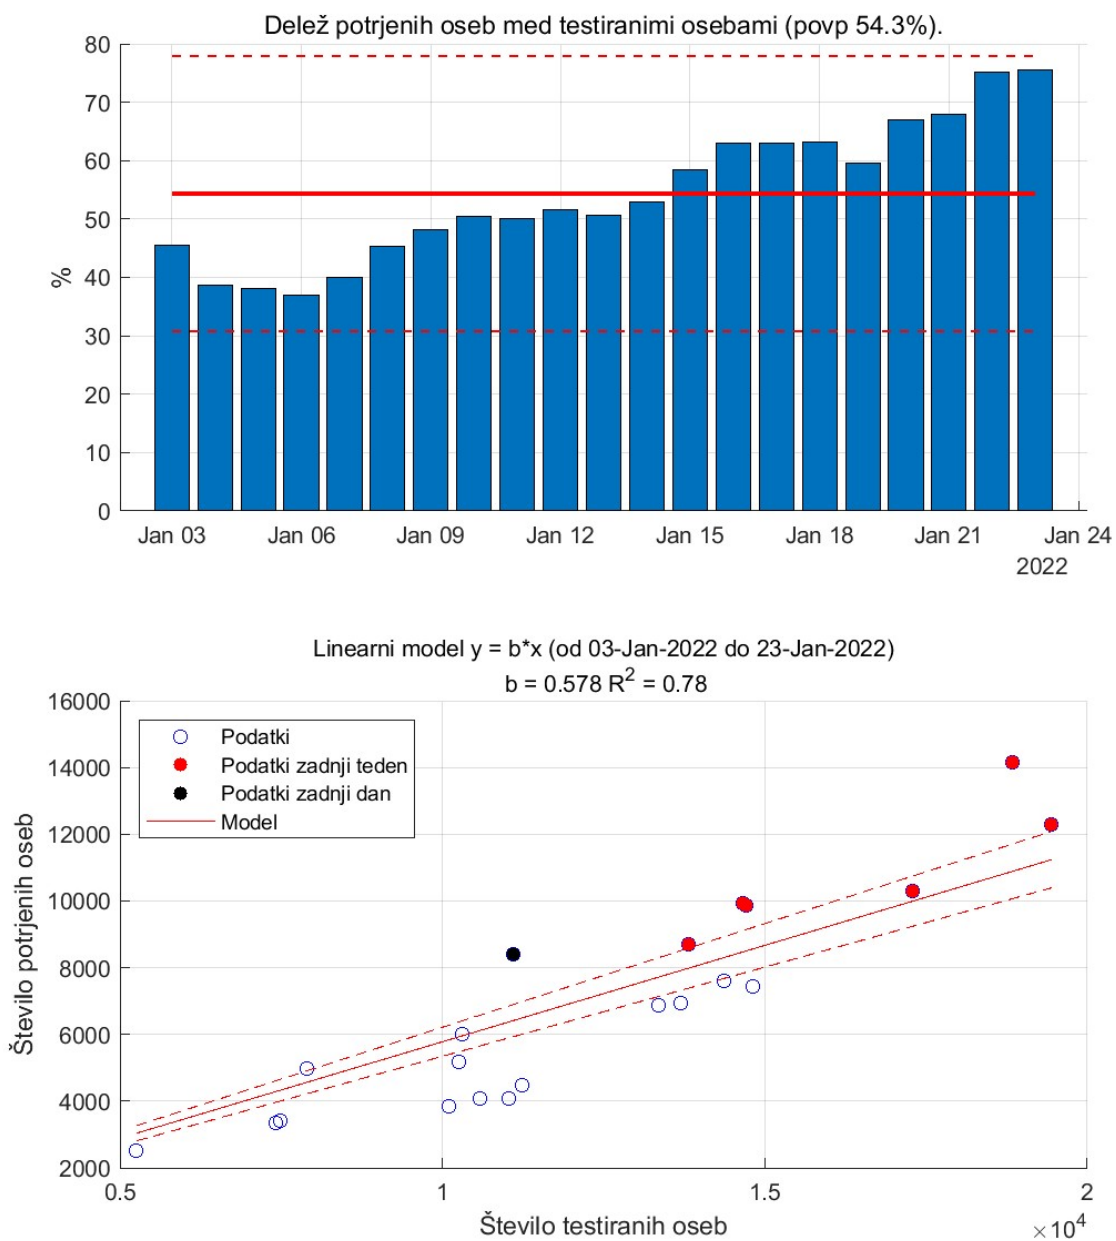 Delež potrjenih oseb med testiranimi osebami (povp 54.3%).
80
70
60
50
40
30
20
10
0
%
Jan 03 Jan 06 Jan 09 Jan 12 Jan 15 Jan 18 Jan 21 Jan 24
2022
Linearni model y = b*x (od 03-Jan-2022 do 23-Jan-2022)
b = 0.578 R² = 0.78
16000
14000
12000
10000
8000
6000
4000
2000
Število potrjenih oseb
Podatki
Podatki zadnji teden
Podatki zadnji dan
Model
0.5 1 1.5 2
Število testiranih oseb
×10⁴